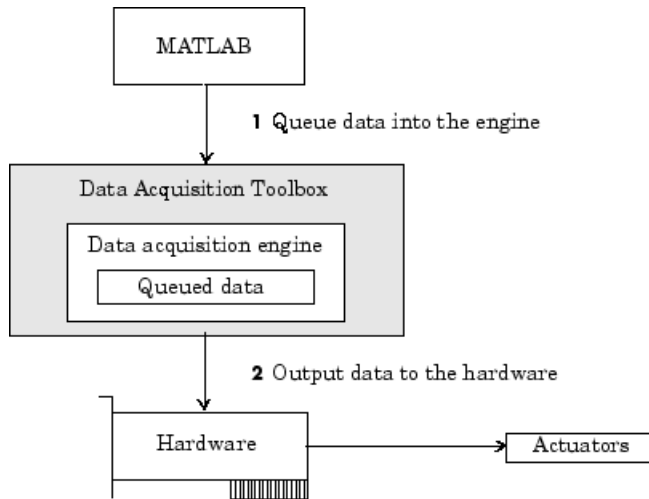 MATLAB
1 Queue data into the engine
Data Acquisition Toolbox
Data acquisition engine
Queued data
2 Output data to the hardware
Hardware
Actuators